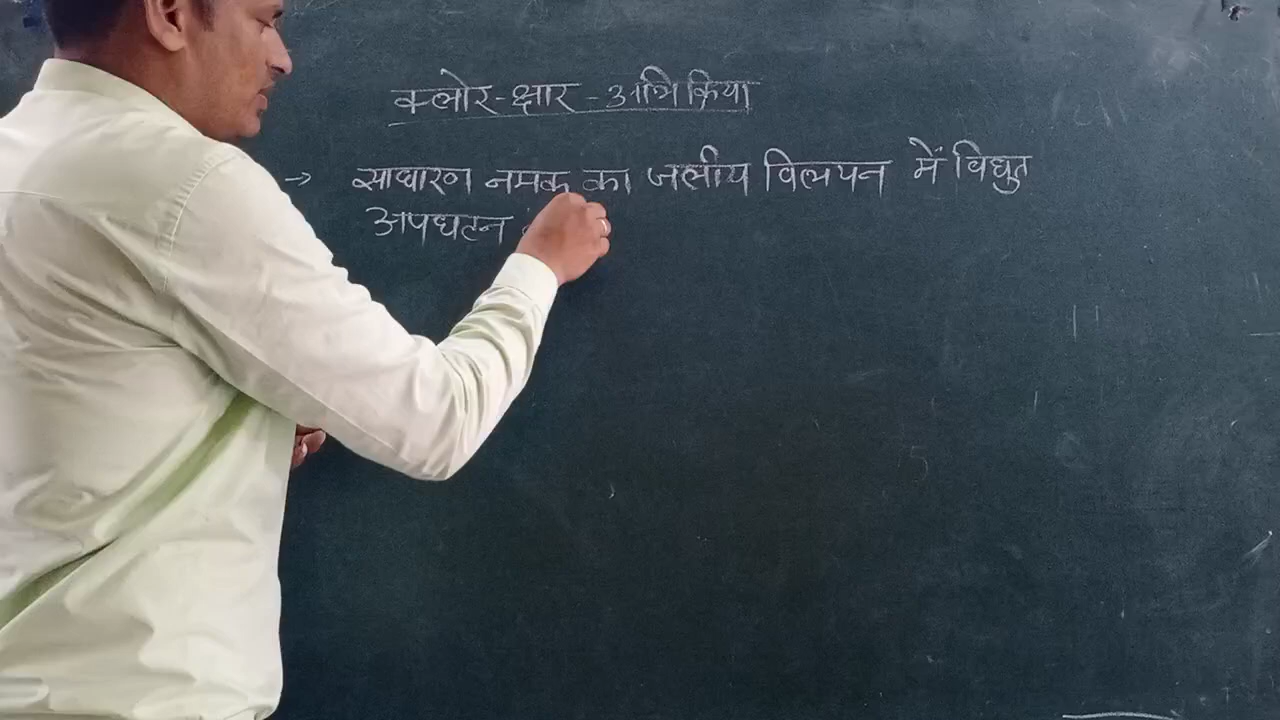 क्लोर-क्षार-अभिक्रिया
→ साधारण नमक का जलीय विलयन में विधुत
अपघटन